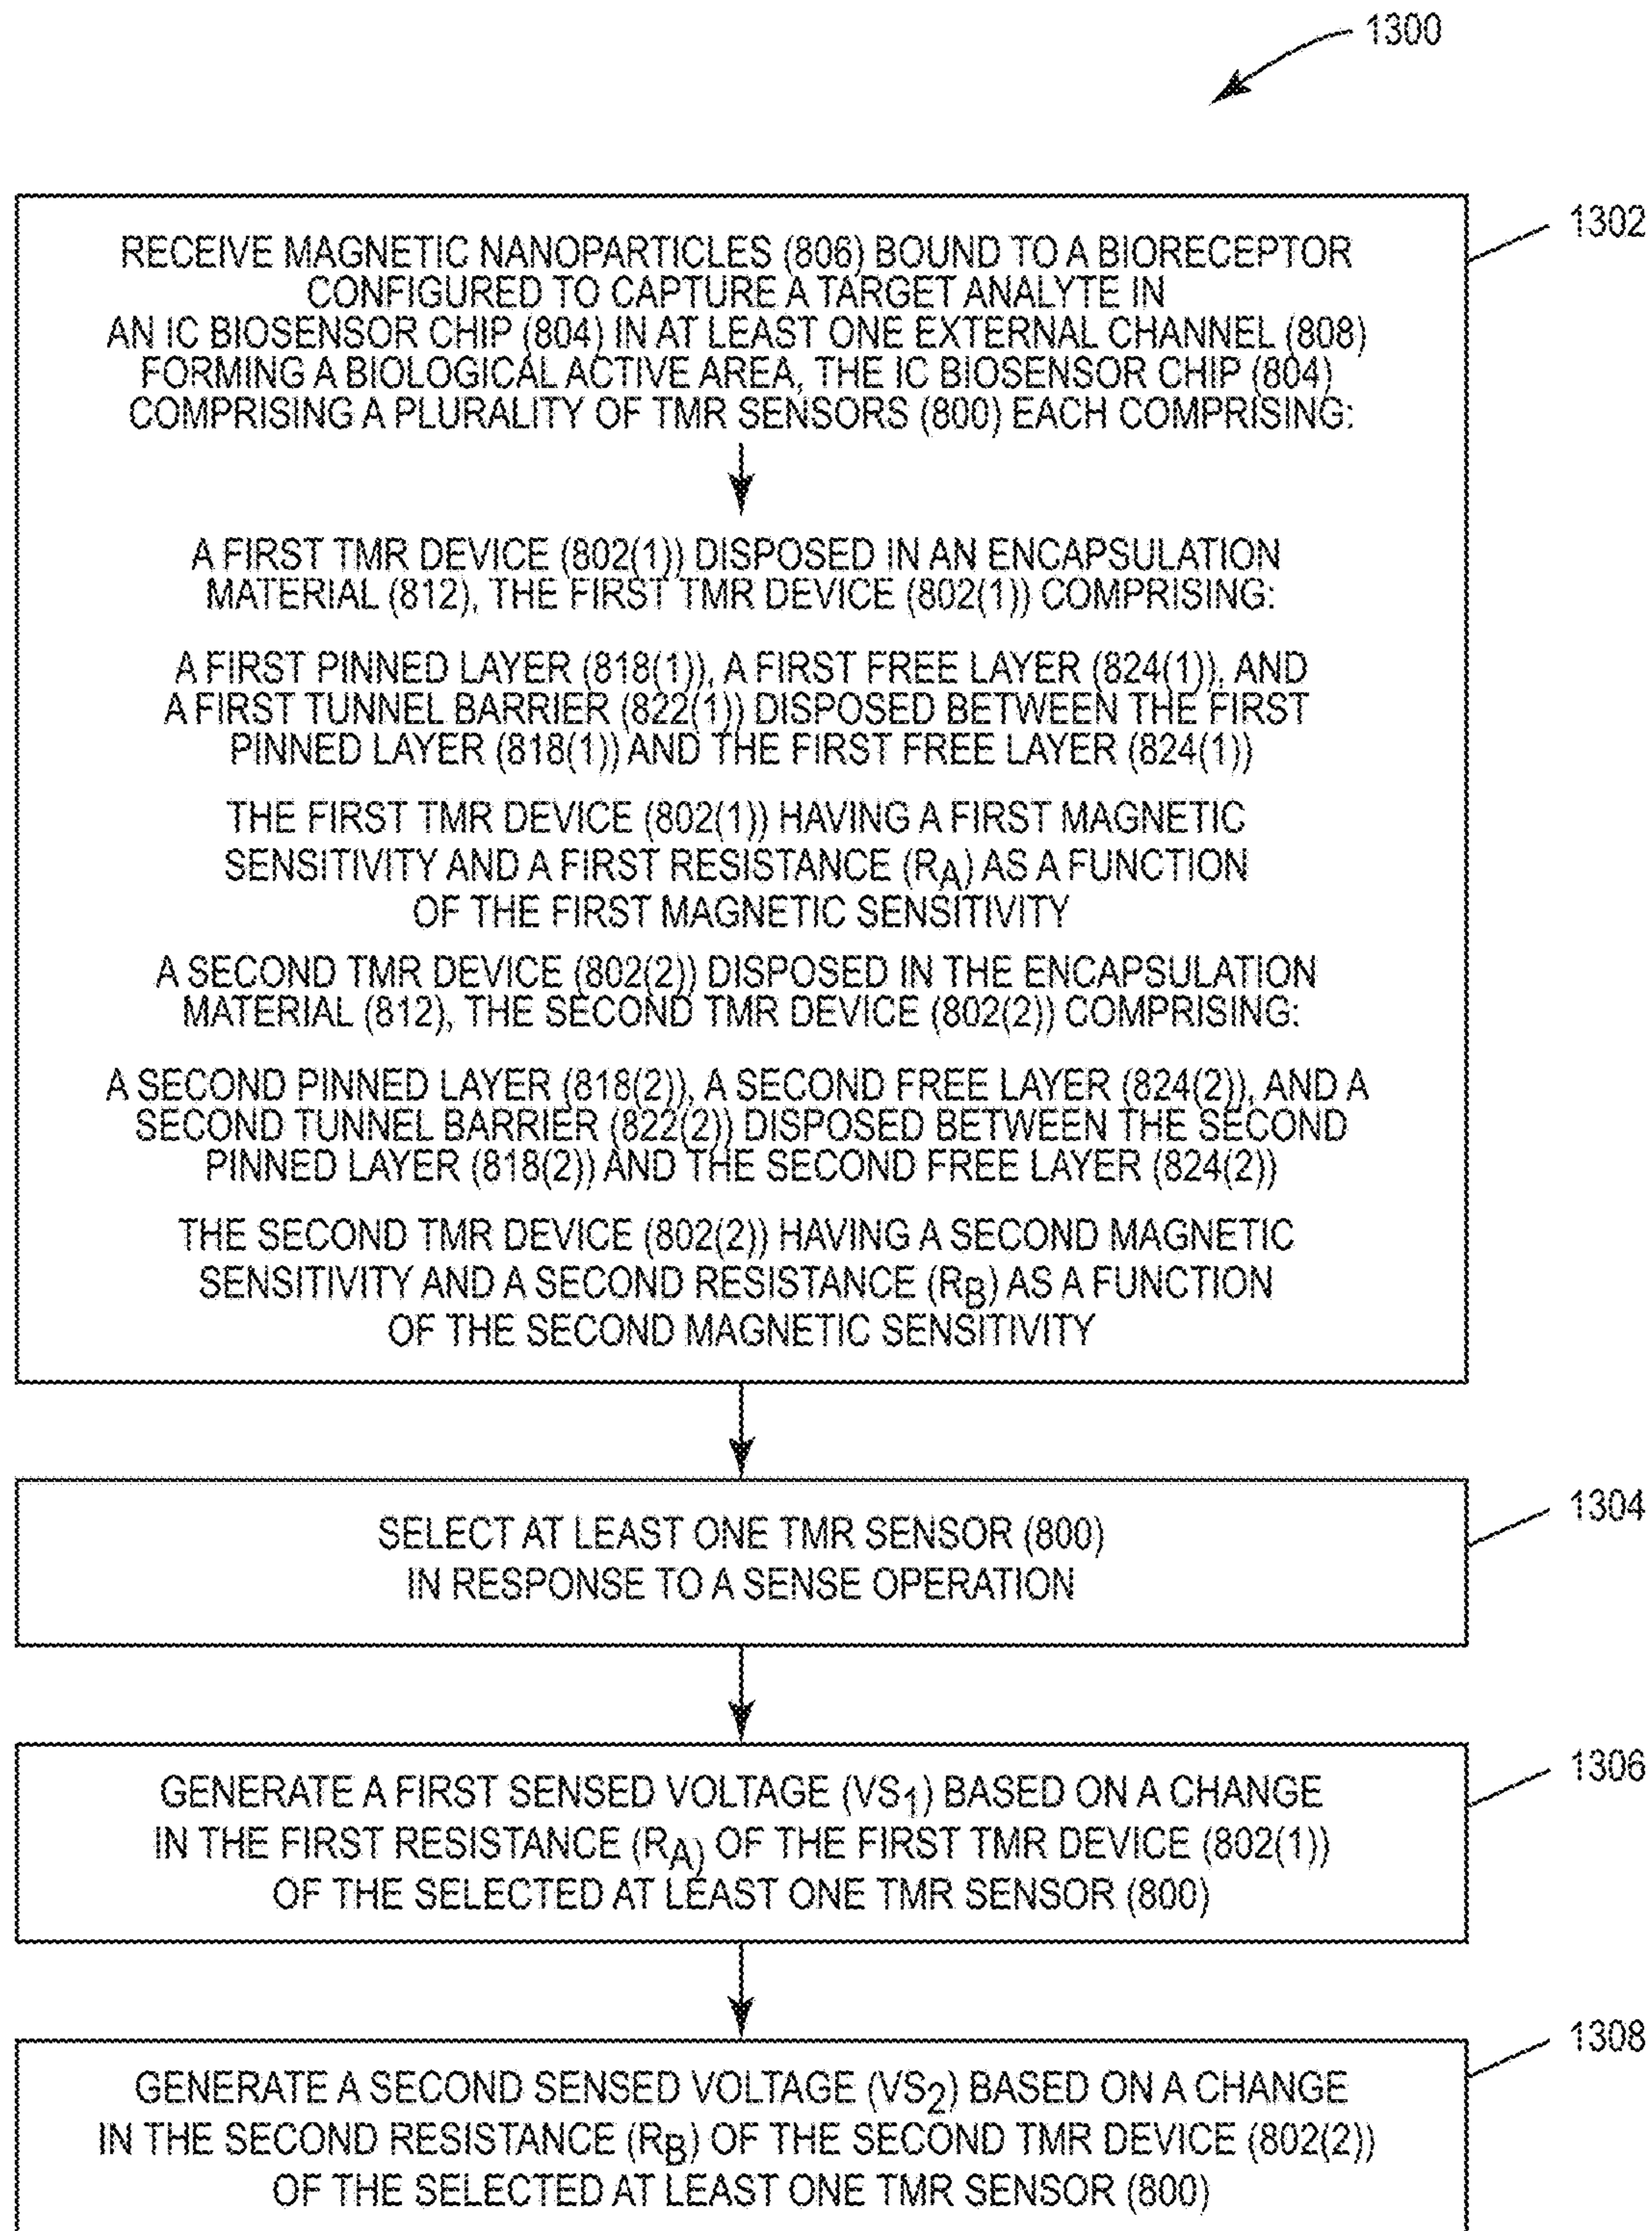 1300
1302
RECEIVE MAGNETIC NANOPARTICLES (806) BOUND TO A BIORECEPTOR
CONFIGURED TO CAPTURE A TARGET ANALYTE IN
AN IC BIOSENSOR CHIP (804) IN AT LEAST ONE EXTERNAL CHANNEL (808)
FORMING A BIOLOGICAL ACTIVE AREA, THE IC BIOSENSOR CHIP (804)
COMPRISING A PLURALITY OF TMR SENSORS (800) EACH COMPRISING:
A FIRST TMR DEVICE (802(1)) DISPOSED IN AN ENCAPSULATION
MATERIAL (812), THE FIRST TMR DEVICE (802(1)) COMPRISING:
A FIRST PINNED LAYER (818(1)), A FIRST FREE LAYER (824(1)), AND
A FIRST TUNNEL BARRIER (822(1)) DISPOSED BETWEEN THE FIRST
PINNED LAYER (818(1)) AND THE FIRST FREE LAYER (824(1))
THE FIRST TMR DEVICE (802(1)) HAVING A FIRST MAGNETIC
SENSITIVITY AND A FIRST RESISTANCE (RA) AS A FUNCTION
OF THE FIRST MAGNETIC SENSITIVITY
A SECOND TMR DEVICE (802(2)) DISPOSED IN THE ENCAPSULATION
MATERIAL (812), THE SECOND TMR DEVICE (802(2)) COMPRISING:
A SECOND PINNED LAYER (818(2)), A SECOND FREE LAYER (824(2)), AND A
SECOND TUNNEL BARRIER (822(2)) DISPOSED BETWEEN THE SECOND
PINNED LAYER (818(2)) AND THE SECOND FREE LAYER (824(2))
THE SECOND TMR DEVICE (802(2)) HAVING A SECOND MAGNETIC
SENSITIVITY AND A SECOND RESISTANCE (RB) AS A FUNCTION
OF THE SECOND MAGNETIC SENSITIVITY
1304
SELECT AT LEAST ONE TMR SENSOR (800)
IN RESPONSE TO A SENSE OPERATION
1306
GENERATE A FIRST SENSED VOLTAGE (VS1) BASED ON A CHANGE
IN THE FIRST RESISTANCE (RA) OF THE FIRST TMR DEVICE (802(1))
OF THE SELECTED AT LEAST ONE TMR SENSOR (800)
1308
GENERATE A SECOND SENSED VOLTAGE (VS2) BASED ON A CHANGE
IN THE SECOND RESISTANCE (RB) OF THE SECOND TMR DEVICE (802(2))
OF THE SELECTED AT LEAST ONE TMR SENSOR (800)